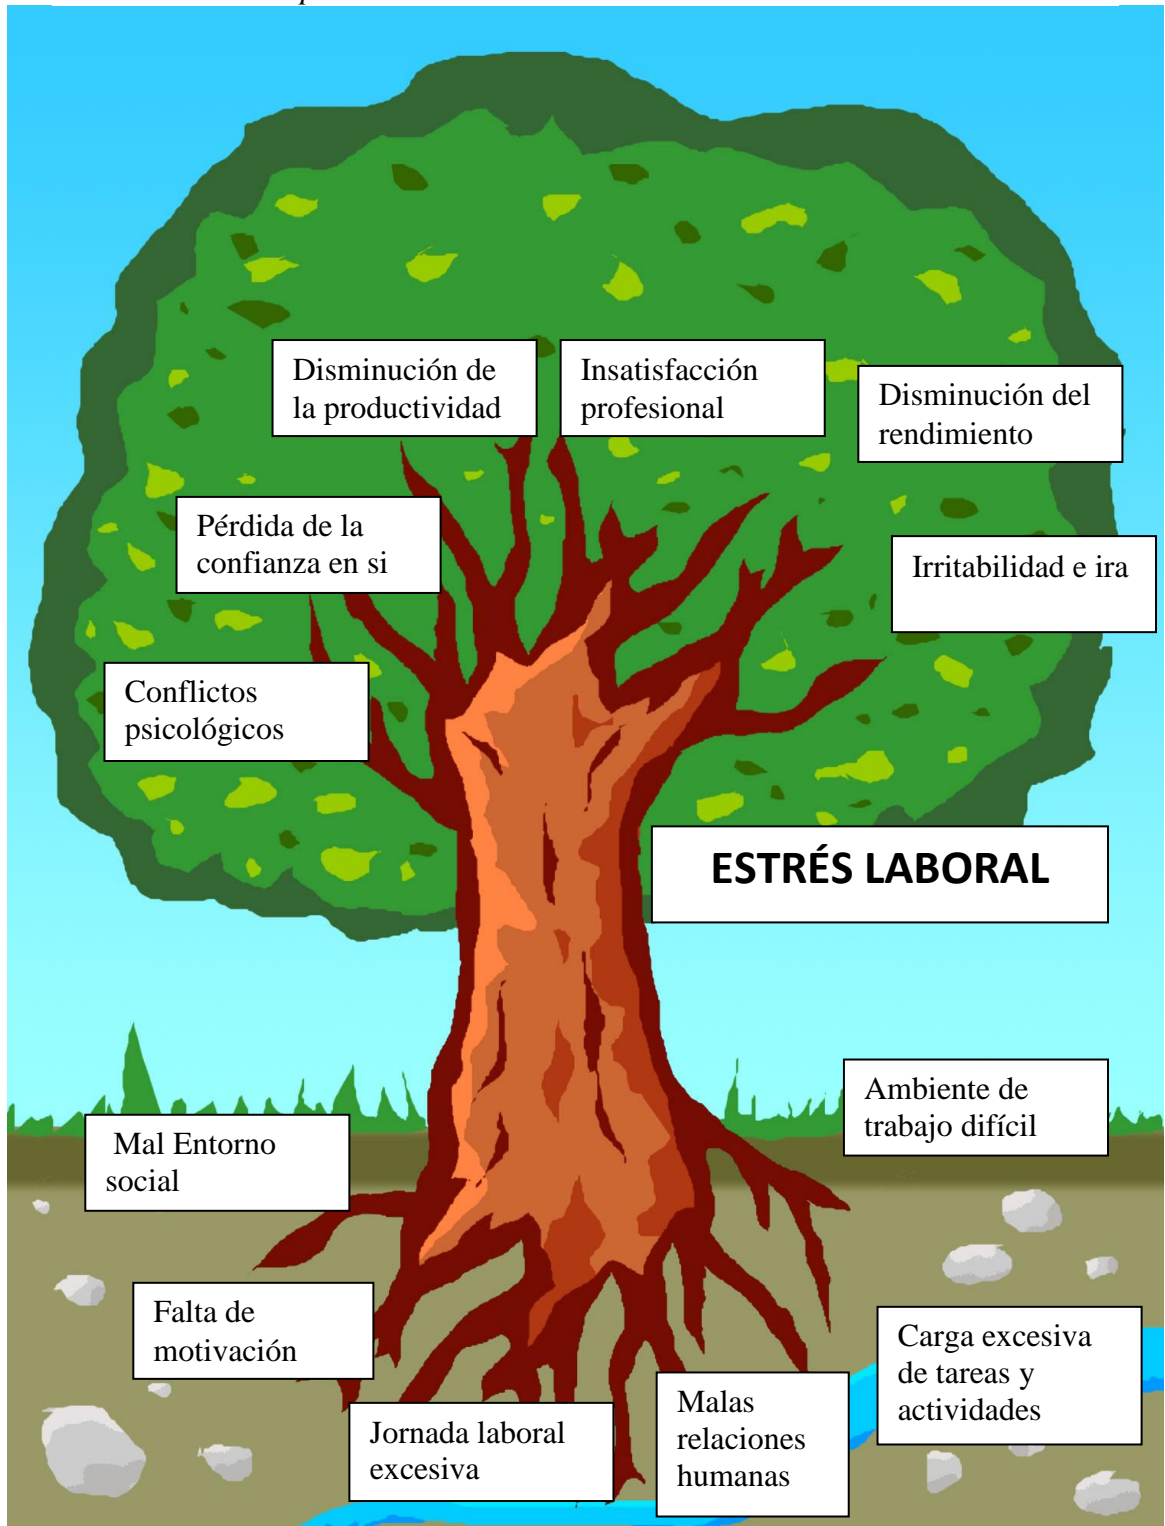 Disminución de
la productividad
Insatisfacción
profesional
Disminución del
rendimiento
Pérdida de la
confianza en si
Irritabilidad e ira
Conflictos
psicológicos
ESTRÉS LABORAL
Ambiente de
trabajo difícil
Mal Entorno
social
Falta de
motivación
Carga excesiva
de tareas y
actividades
Malas
relaciones
humanas
Jornada laboral
excesiva